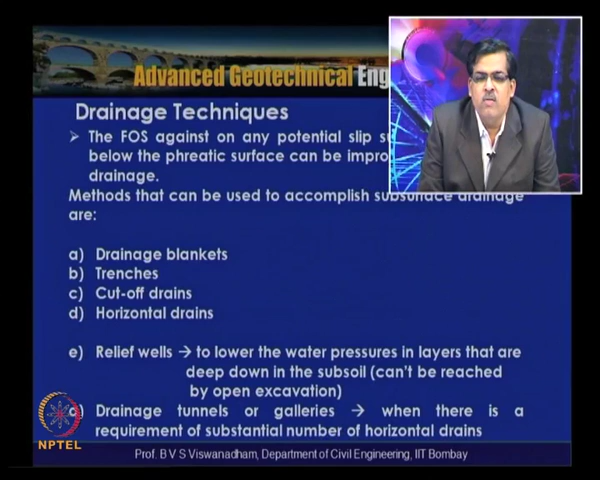 Advanced Geotechnical
Drainage Techniques
➤ The FOS against on any potential slip
below the phreatic surface can be
drainage.
Methods that can be used to accomplish subsurface drainage
are:
a) Drainage blankets
b) Trenches
c) Cut-off drains
d) Horizontal drains
e) Relief wells → to lower the water pressures in layers that are
deep down in the subsoil (can't be reached
by open excavation)
Drainage tunnels or galleries → when there is a
requirement of substantial number of horizontal drains
NPTEL
Prof. B V S Viswanadham, Department of Civil Engineering, IIT Bombay